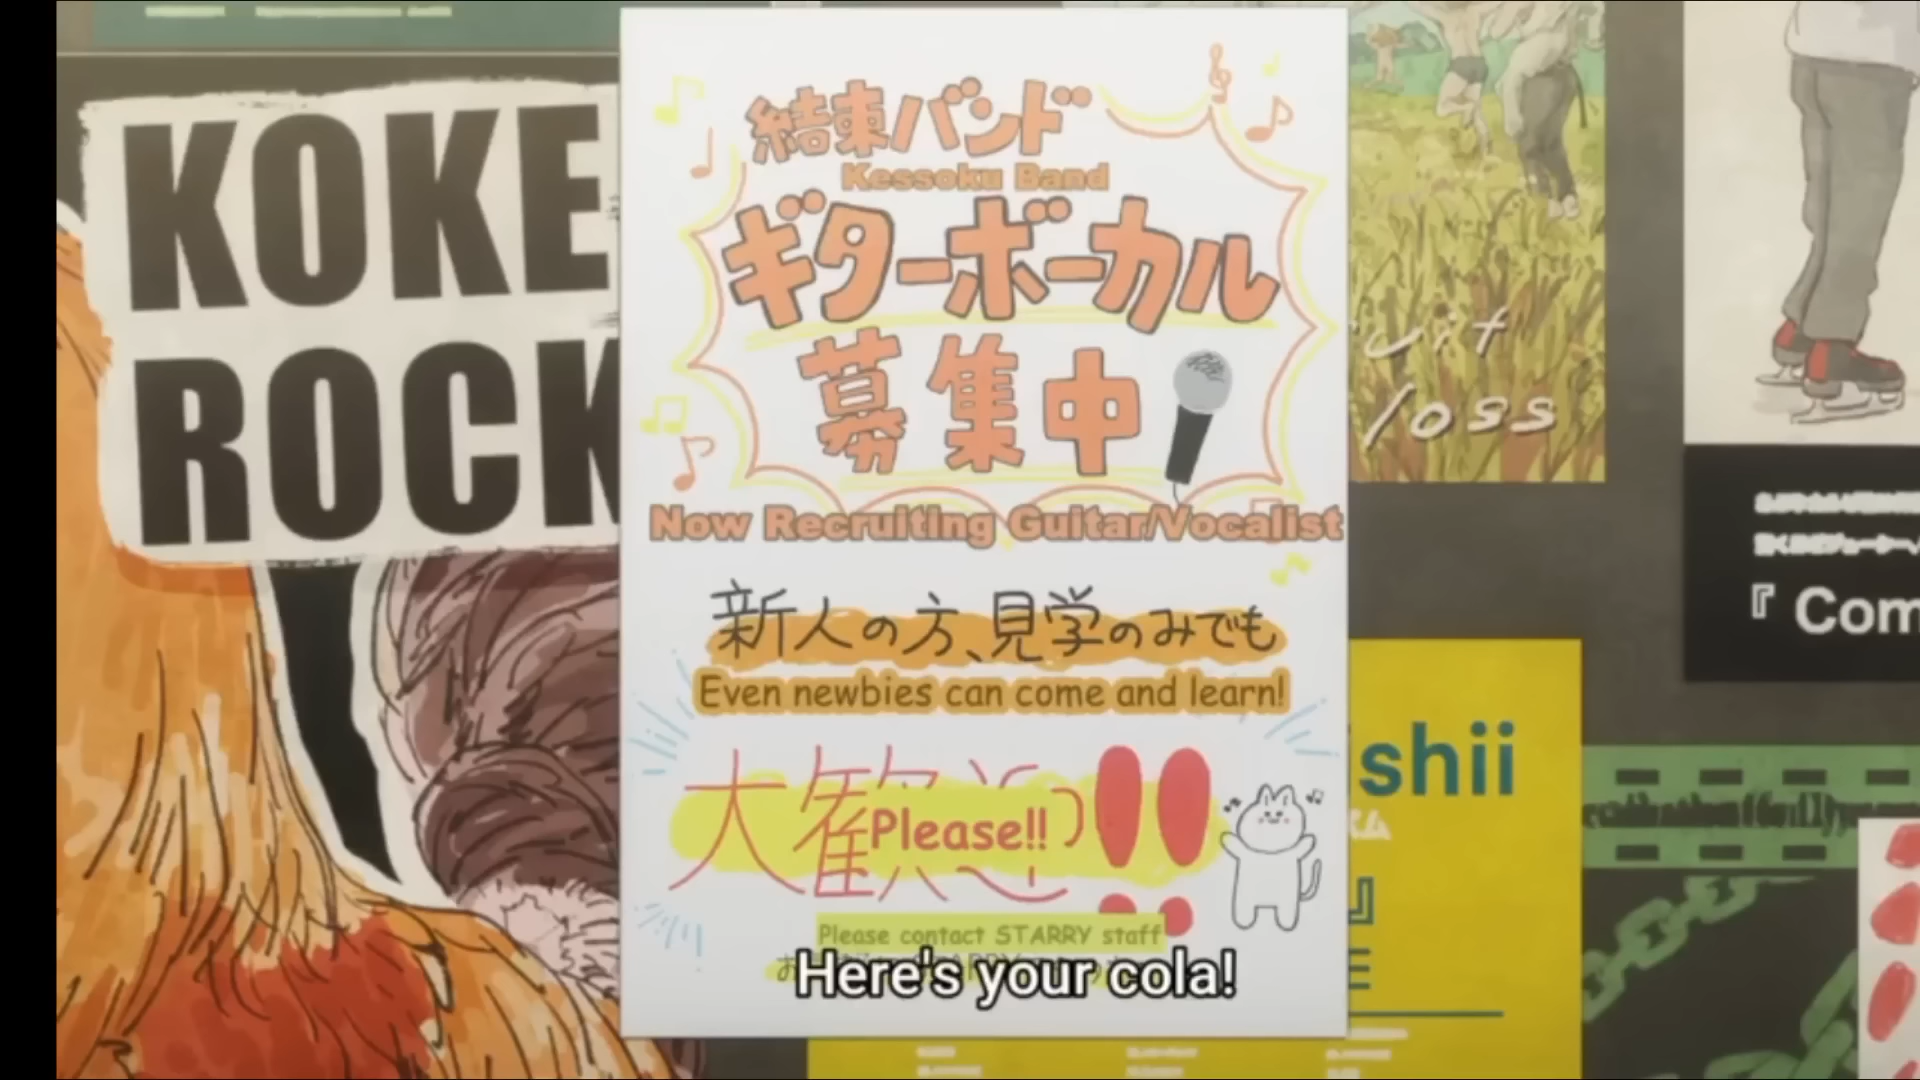 KOKE
ROCK
結束バンド
Kessoku Band
ギターボーカル
募集中
Now Recruiting Guitar/Vocalist
新人の方、見学のみでも
Even newbies can come and learn!
大歓迎!!
Please!!
Please contact STARRY staff
Here's your cola!
loss
『 Com
shii